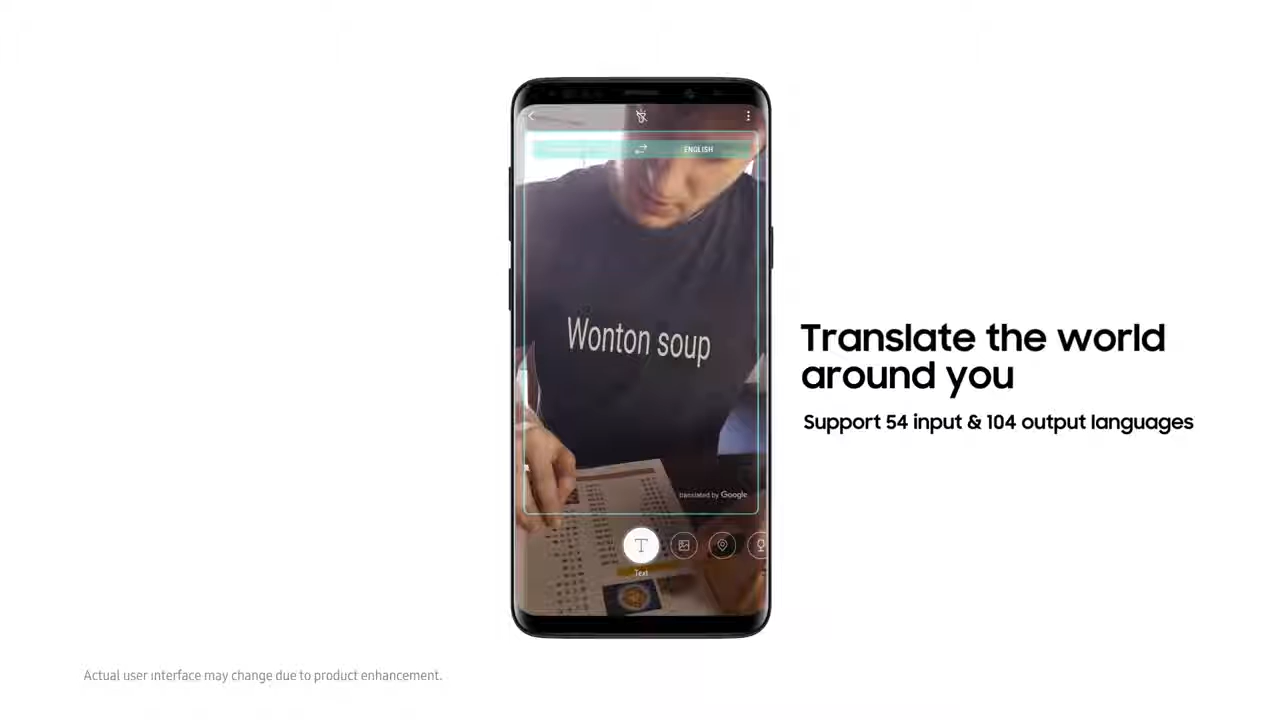 ENGLISH
Wonton soup
translated by Google
Text
Translate the world
around you
Support 54 input & 104 output languages
Actual user interface may change due to product enhancement.